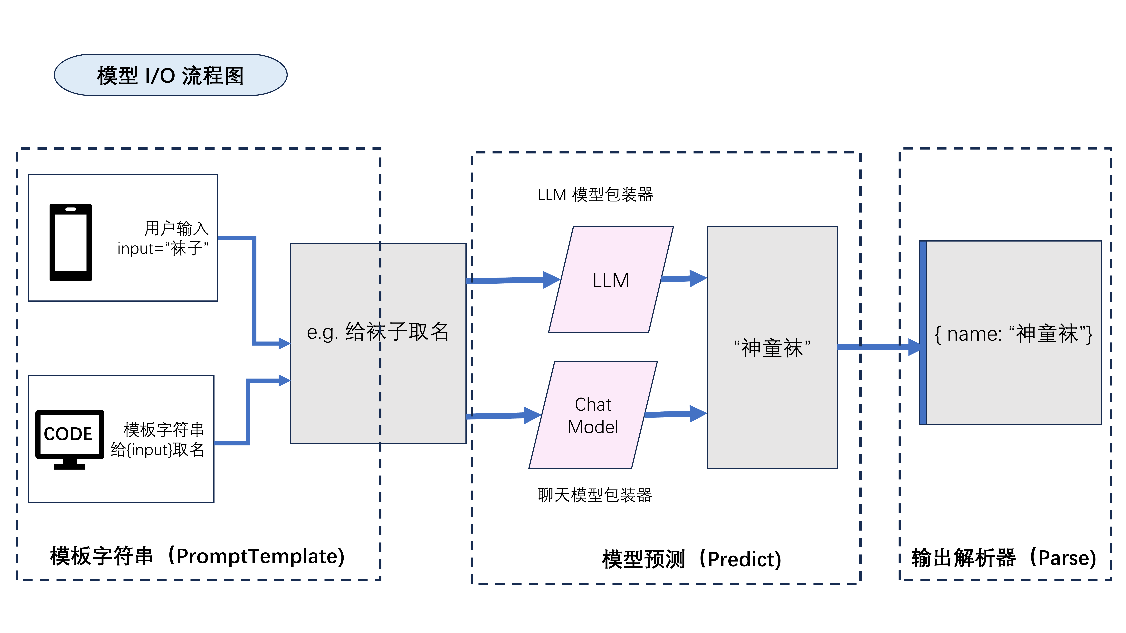 模型 I/O 流程图
用户输入
input=“袜子”
CODE
模板字符串
给{input}取名
e.g. 给袜子取名
模板字符串（PromptTemplate)
LLM 模型包装器
LLM
Chat
Model
聊天模型包装器
“神童袜”
模型预测（Predict)
{ name: “神童袜”}
输出解析器（Parse)